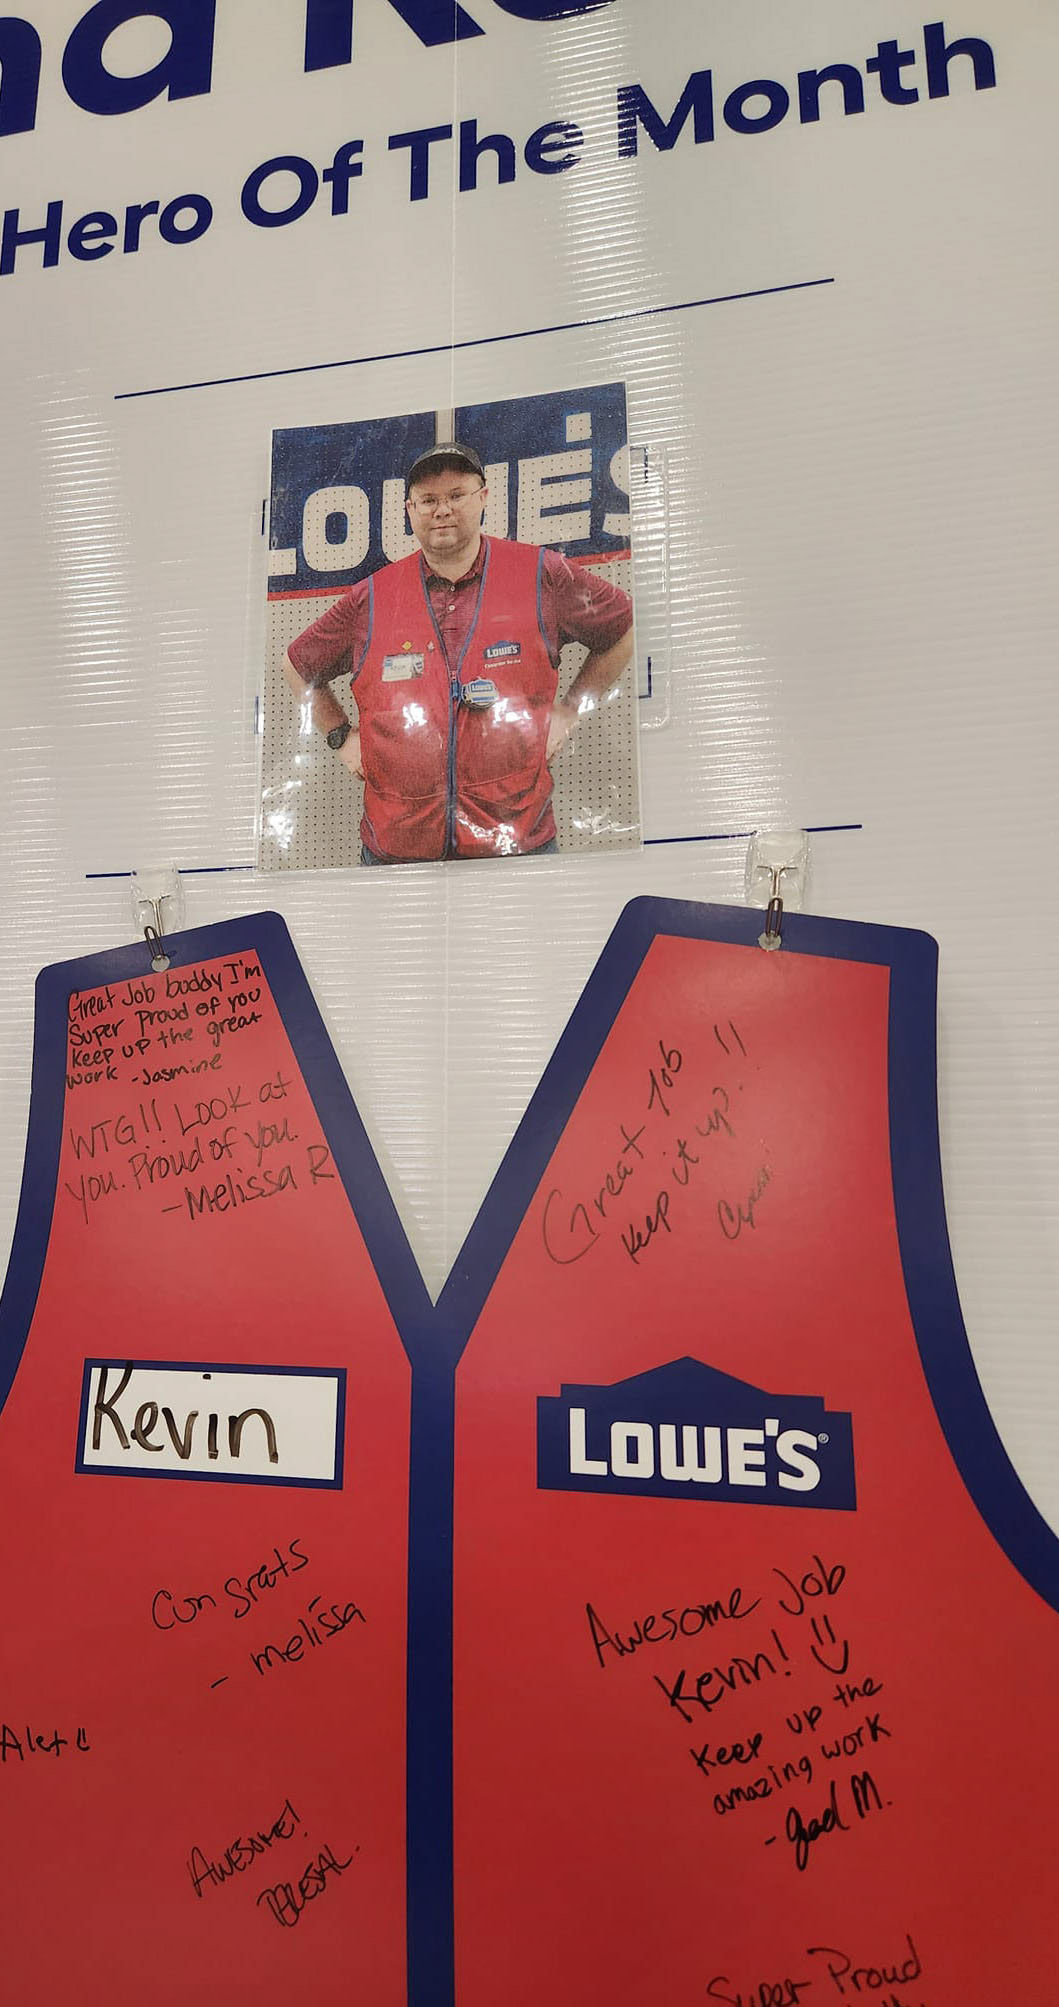 Hero Of The Month
LOWE'S
LOWE'S
Great Job buddy I'm
Super Proud of you
Keep up the great
work - Jasmine
WTG!! Look at
you. Proud of you.
- Melissa R
Great Job
Keep it up!!
Kevin
LOWE'S®
Congrats
- melissa
Awesome Job
Kevin!
Keep up the
amazing work
AWESOME!
Super Proud